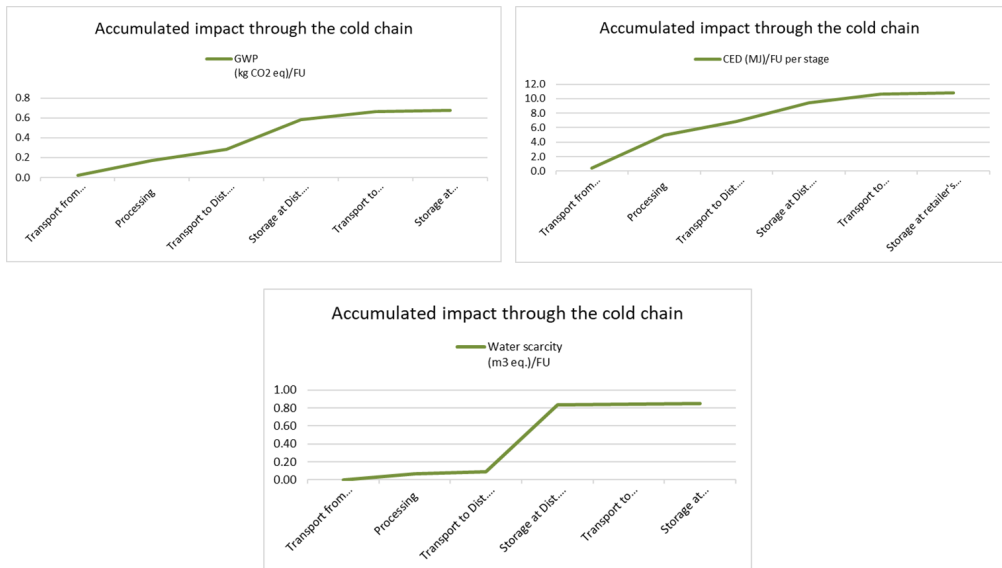 Accumulated impact through the cold chain
GWP
(kg CO2 eq)/FU
0.8
0.6
0.4
0.2
0.0
Transport from...
Processing
Transport to Dist....
Storage at Dist....
Transport to...
Storage at...
Accumulated impact through the cold chain
CED (MJ)/FU per stage
12.0
10.0
8.0
6.0
4.0
2.0
0.0
Transport from...
Processing
Transport to Dist....
Storage at Dist....
Transport to...
Storage at retailer's...
Accumulated impact through the cold chain
Water scarcity
(m3 eq.)/FU
1.00
0.80
0.60
0.40
0.20
0.00
Transport from...
Processing
Transport to Dist....
Storage at Dist....
Transport to...
Storage at...